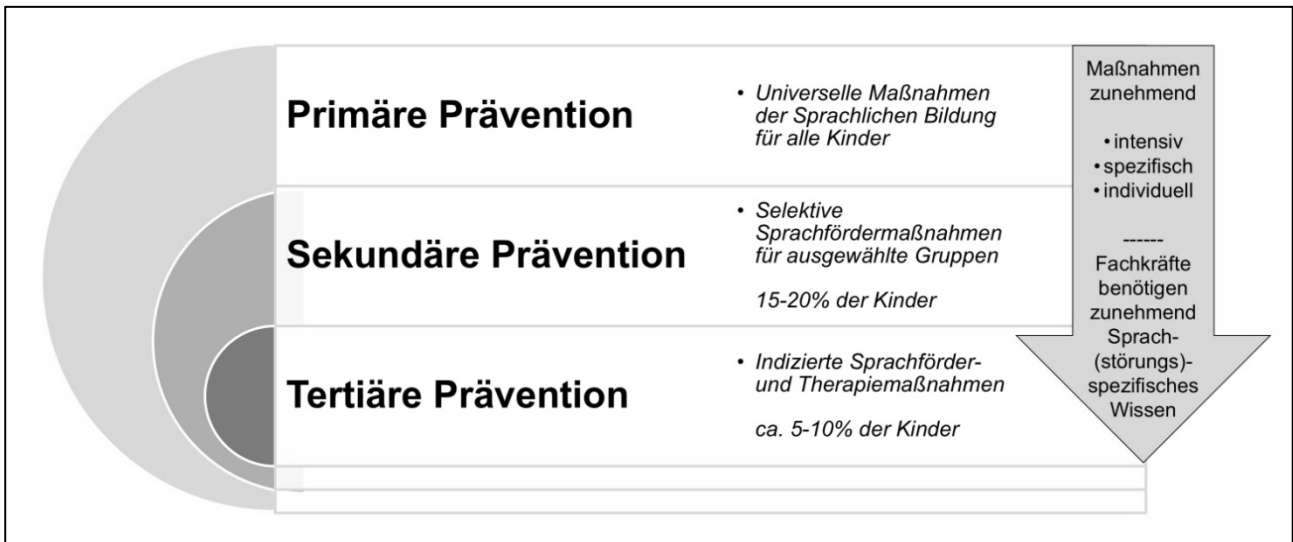 Primäre Prävention
• Universelle Maßnahmen
der Sprachlichen Bildung
für alle Kinder
Sekundäre Prävention
• Selektive
Sprachfördermaßnahmen
für ausgewählte Gruppen
15-20% der Kinder
Tertiäre Prävention
• Indizierte Sprachförder-
und Therapiemaßnahmen
ca. 5-10% der Kinder
Maßnahmen
zunehmend
• intensiv
• spezifisch
• individuell
------
Fachkräfte
benötigen
zunehmend
Sprach-
(störungs)-
spezifisches
Wissen